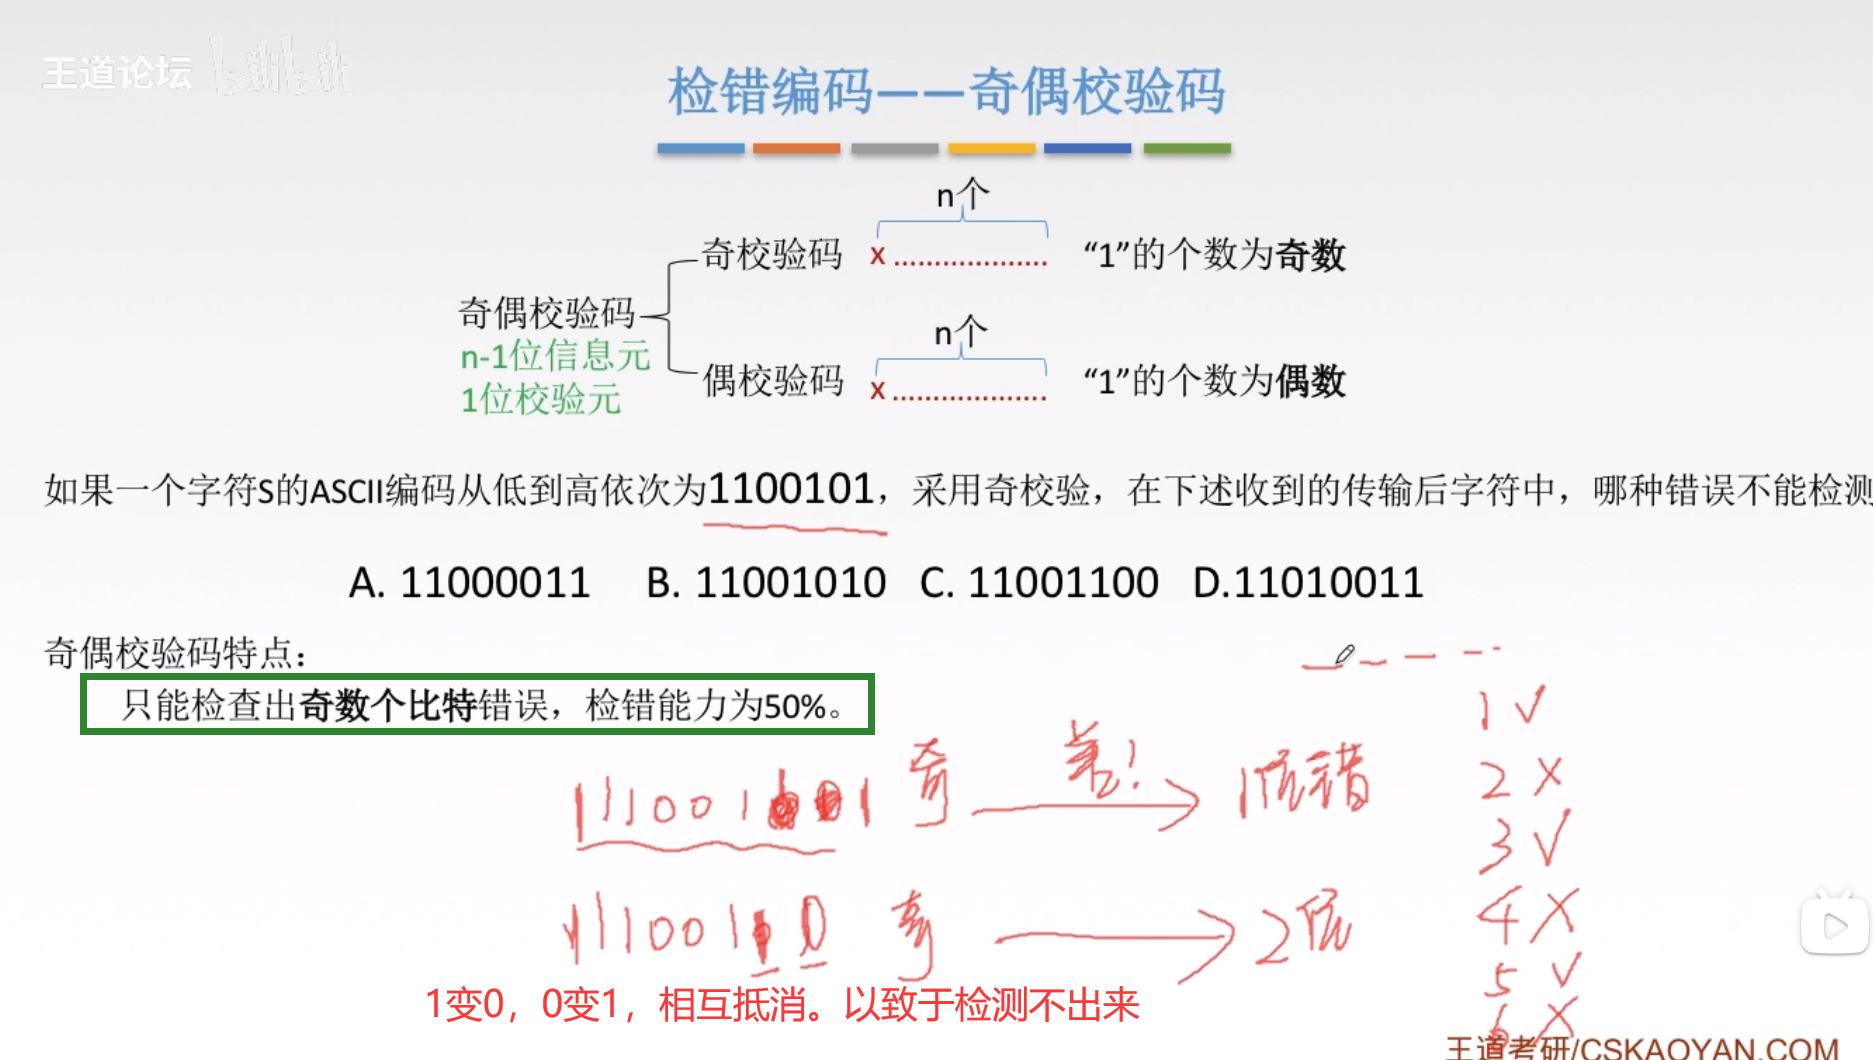 王道论坛 bilibili
检错编码——奇偶校验码
n个
奇校验码 x .................... “1”的个数为奇数
奇偶校验码
n-1位信息元
1位校验元
n个
偶校验码 x .................... “1”的个数为偶数
如果一个字符S的ASCII编码从低到高依次为1100101，采用奇校验，在下述收到的传输后字符中，哪种错误不能检测
A. 11000011 B. 11001010 C. 11001100 D.11010011
奇偶校验码特点：
只能检查出奇数个比特错误，检错能力为50%。
1 √
2 ×
3 √
4 ×
5 √
6 ×
奇 差! 1位错
奇 2位
1变0，0变1，相互抵消。以致于检测不出来
王道考研/CSKAOYAN.COM